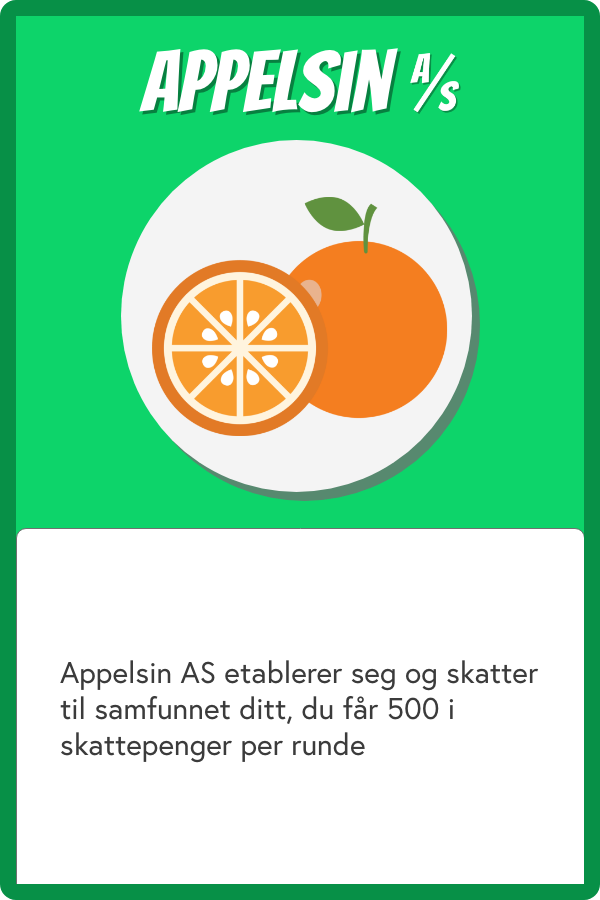 APPELSIN A/S
Appelsin AS etablerer seg og skatter
til samfunnet ditt, du får 500 i
skattepenger per runde